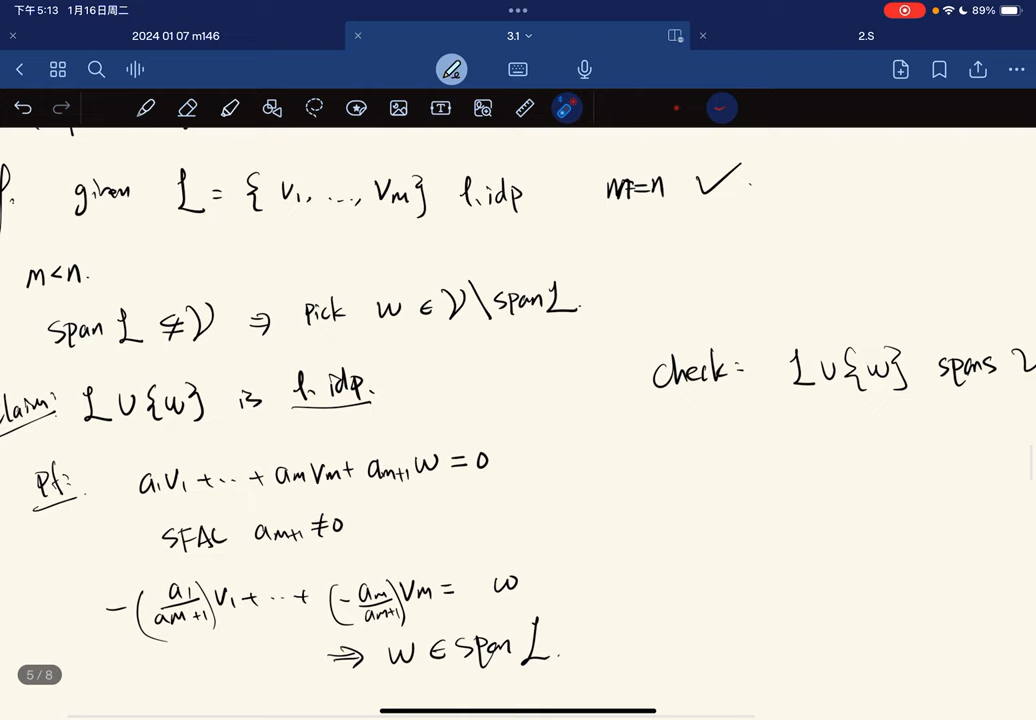 下午5:13 1月16日周二
89%
2024 01 07 m146
3.1
2.S
given L = { v1, ..., vm } l.idp m=n ✓.
m<n.
span L ⊊ V ⇒ pick w ∈ V\span L.
check: L∪{w} spans V
claim: L∪{w} is l.idp.
Pf: a1v1 + ... + amvm + am+1w = 0
SFAC am+1 ≠ 0
-(a1/am+1)v1 + ... + (-am/am+1)vm = w
⇒ w ∈ span L.
5 / 8